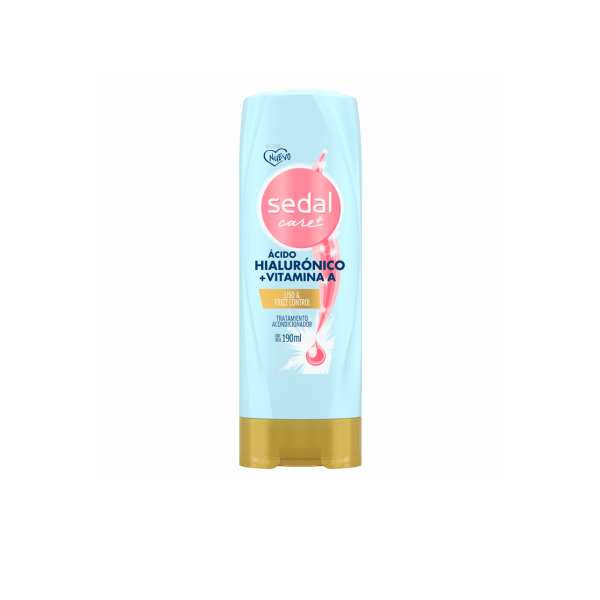 NUEVO
sedal
care+
ÁCIDO
HIALURÓNICO
+VITAMINA A
LISO &
FRIZZ CONTROL
TRATAMIENTO
ACONDICIONADOR
190ml